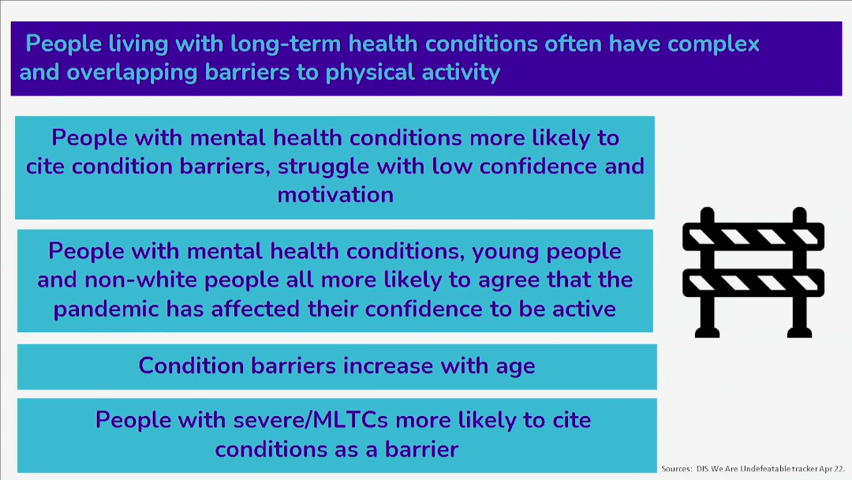 People living with long-term health conditions often have complex
and overlapping barriers to physical activity
People with mental health conditions more likely to
cite condition barriers, struggle with low confidence and
motivation
People with mental health conditions, young people
and non-white people all more likely to agree that the
pandemic has affected their confidence to be active
Condition barriers increase with age
People with severe/MLTCs more likely to cite
conditions as a barrier
Sources: DJS We Are Undefeatable tracker Apr 22.